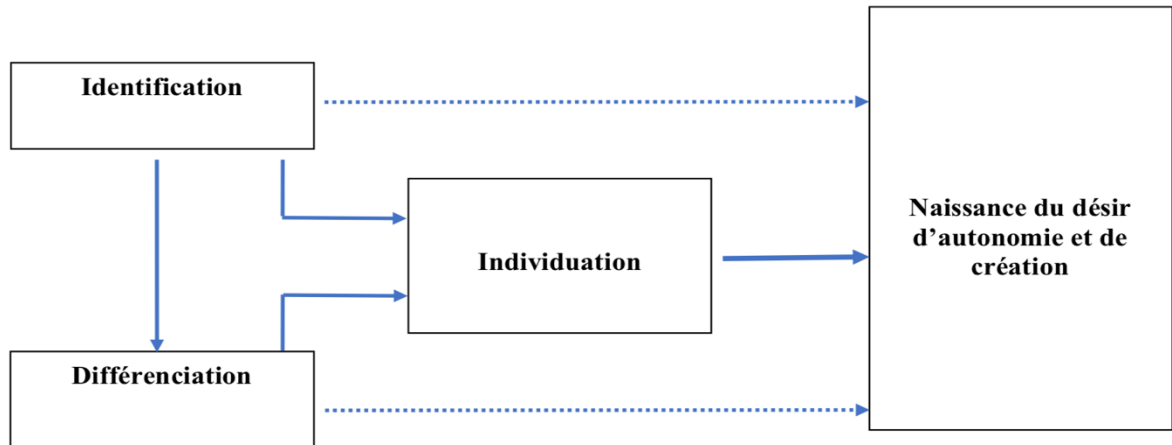 Identification
Individuation
Naissance du désir
d’autonomie et de
création
Différenciation